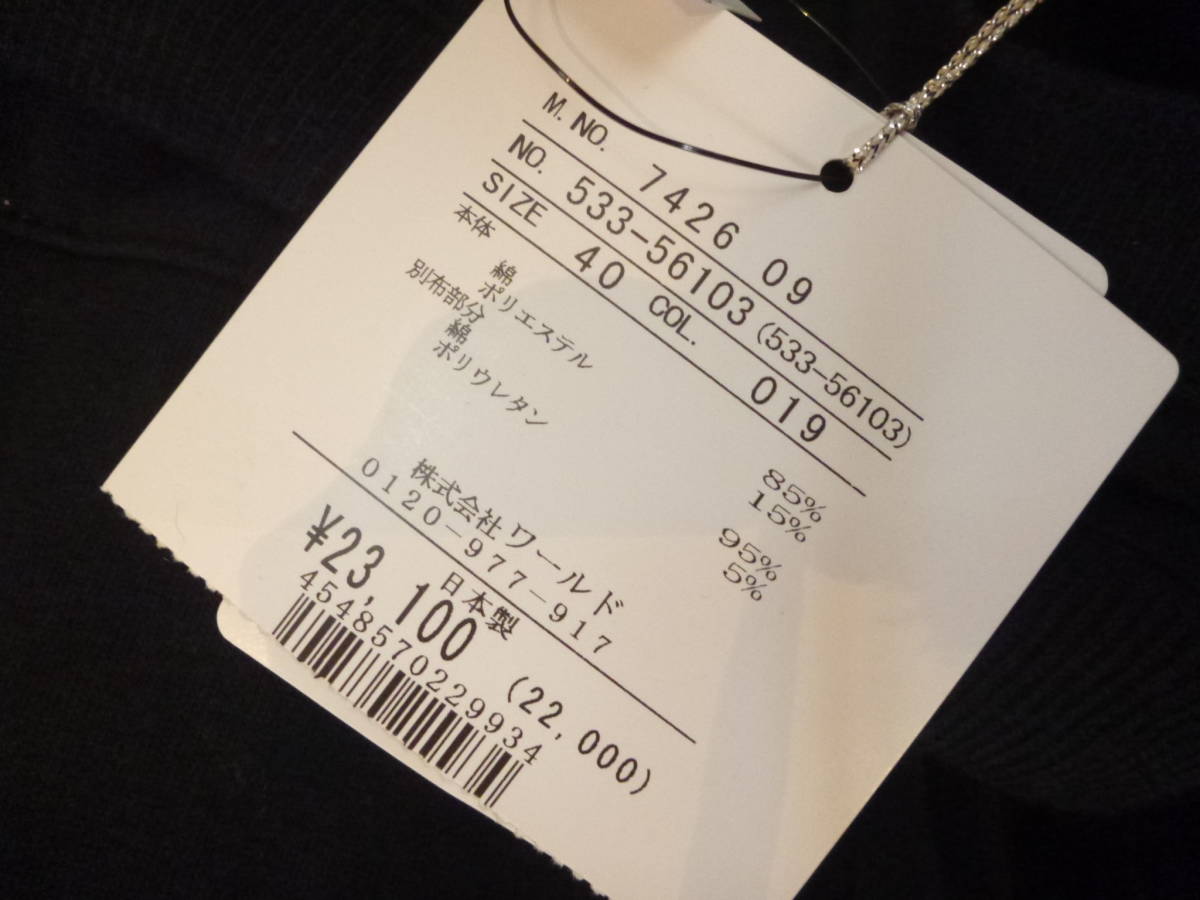 M. NO. 7426 09
NO. 533-56103 (533-56103)
SIZE 40 COL. 019
本体
綿 85%
ポリエステル 15%
別布部分
綿 95%
ポリウレタン 5%
株式会社ワールド
0120-977-917
日本製
¥23,100 (22,000)
4548570229934